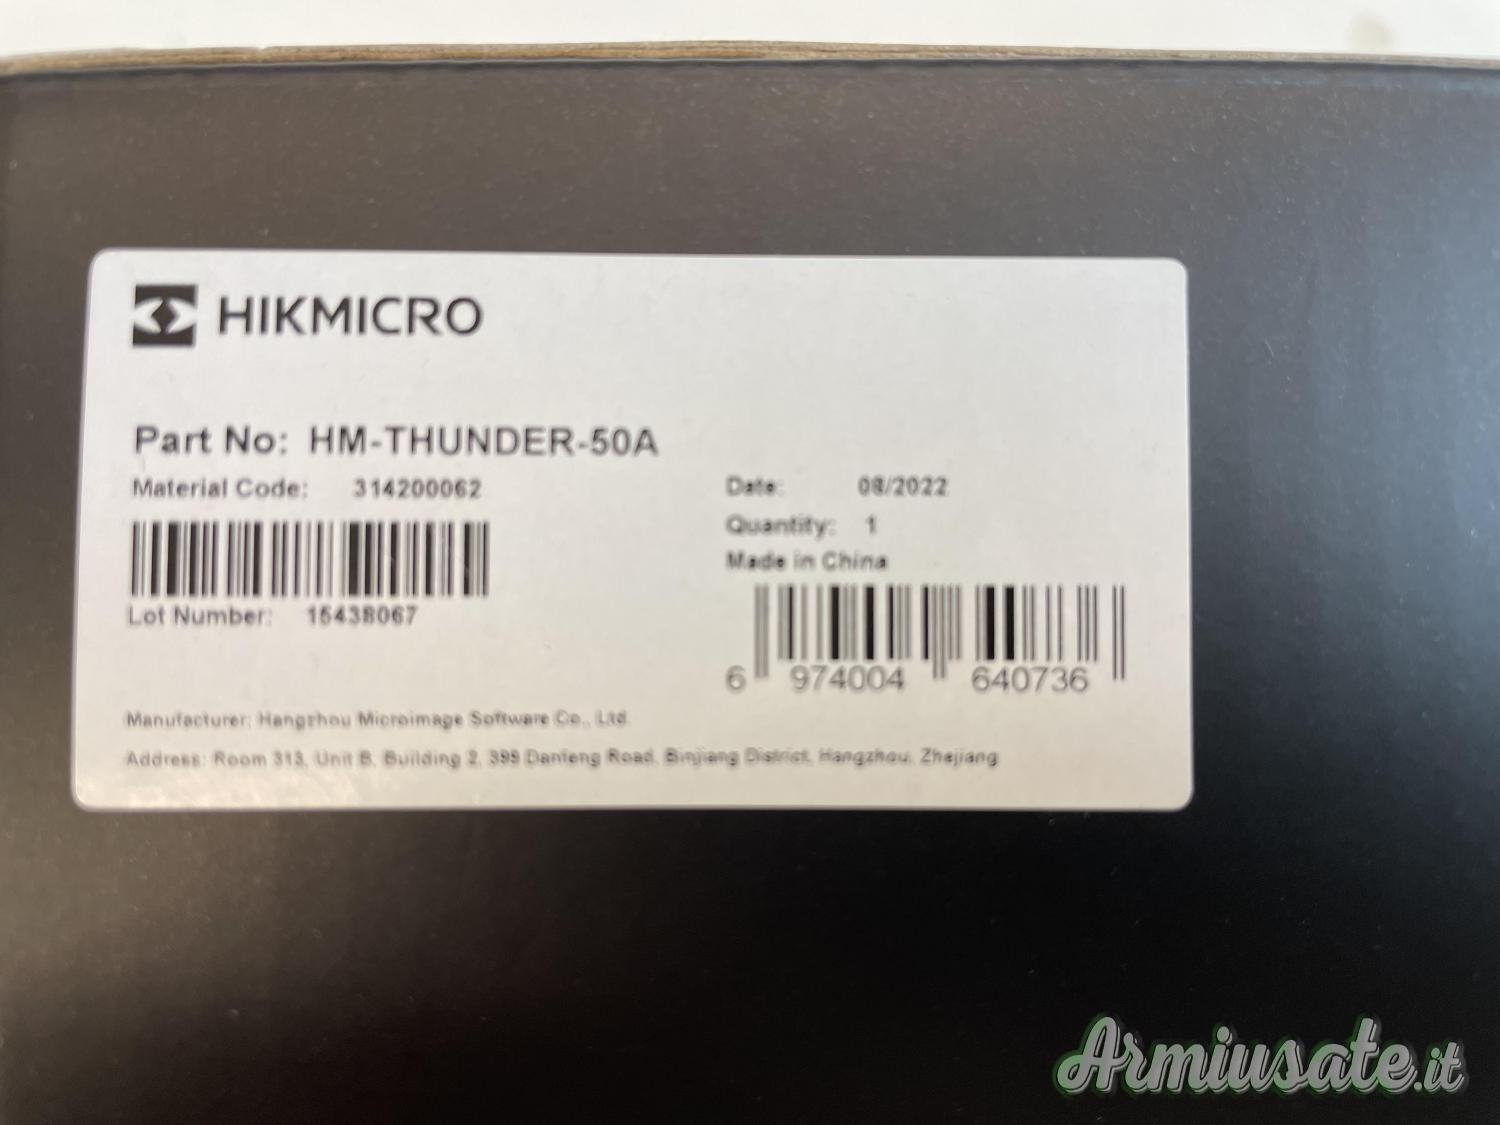 HIKMICRO
Part No: HM-THUNDER-50A
Material Code: 314200062
Lot Number: 15438067
Date: 08/2022
Quantity: 1
Made in China
6 974004 640736
Manufacturer: Hangzhou Microimage Software Co., Ltd.
Address: Room 313, Unit B, Building 2, 399 Danfeng Road, Binjiang District, Hangzhou, Zhejiang
Armiusate.it